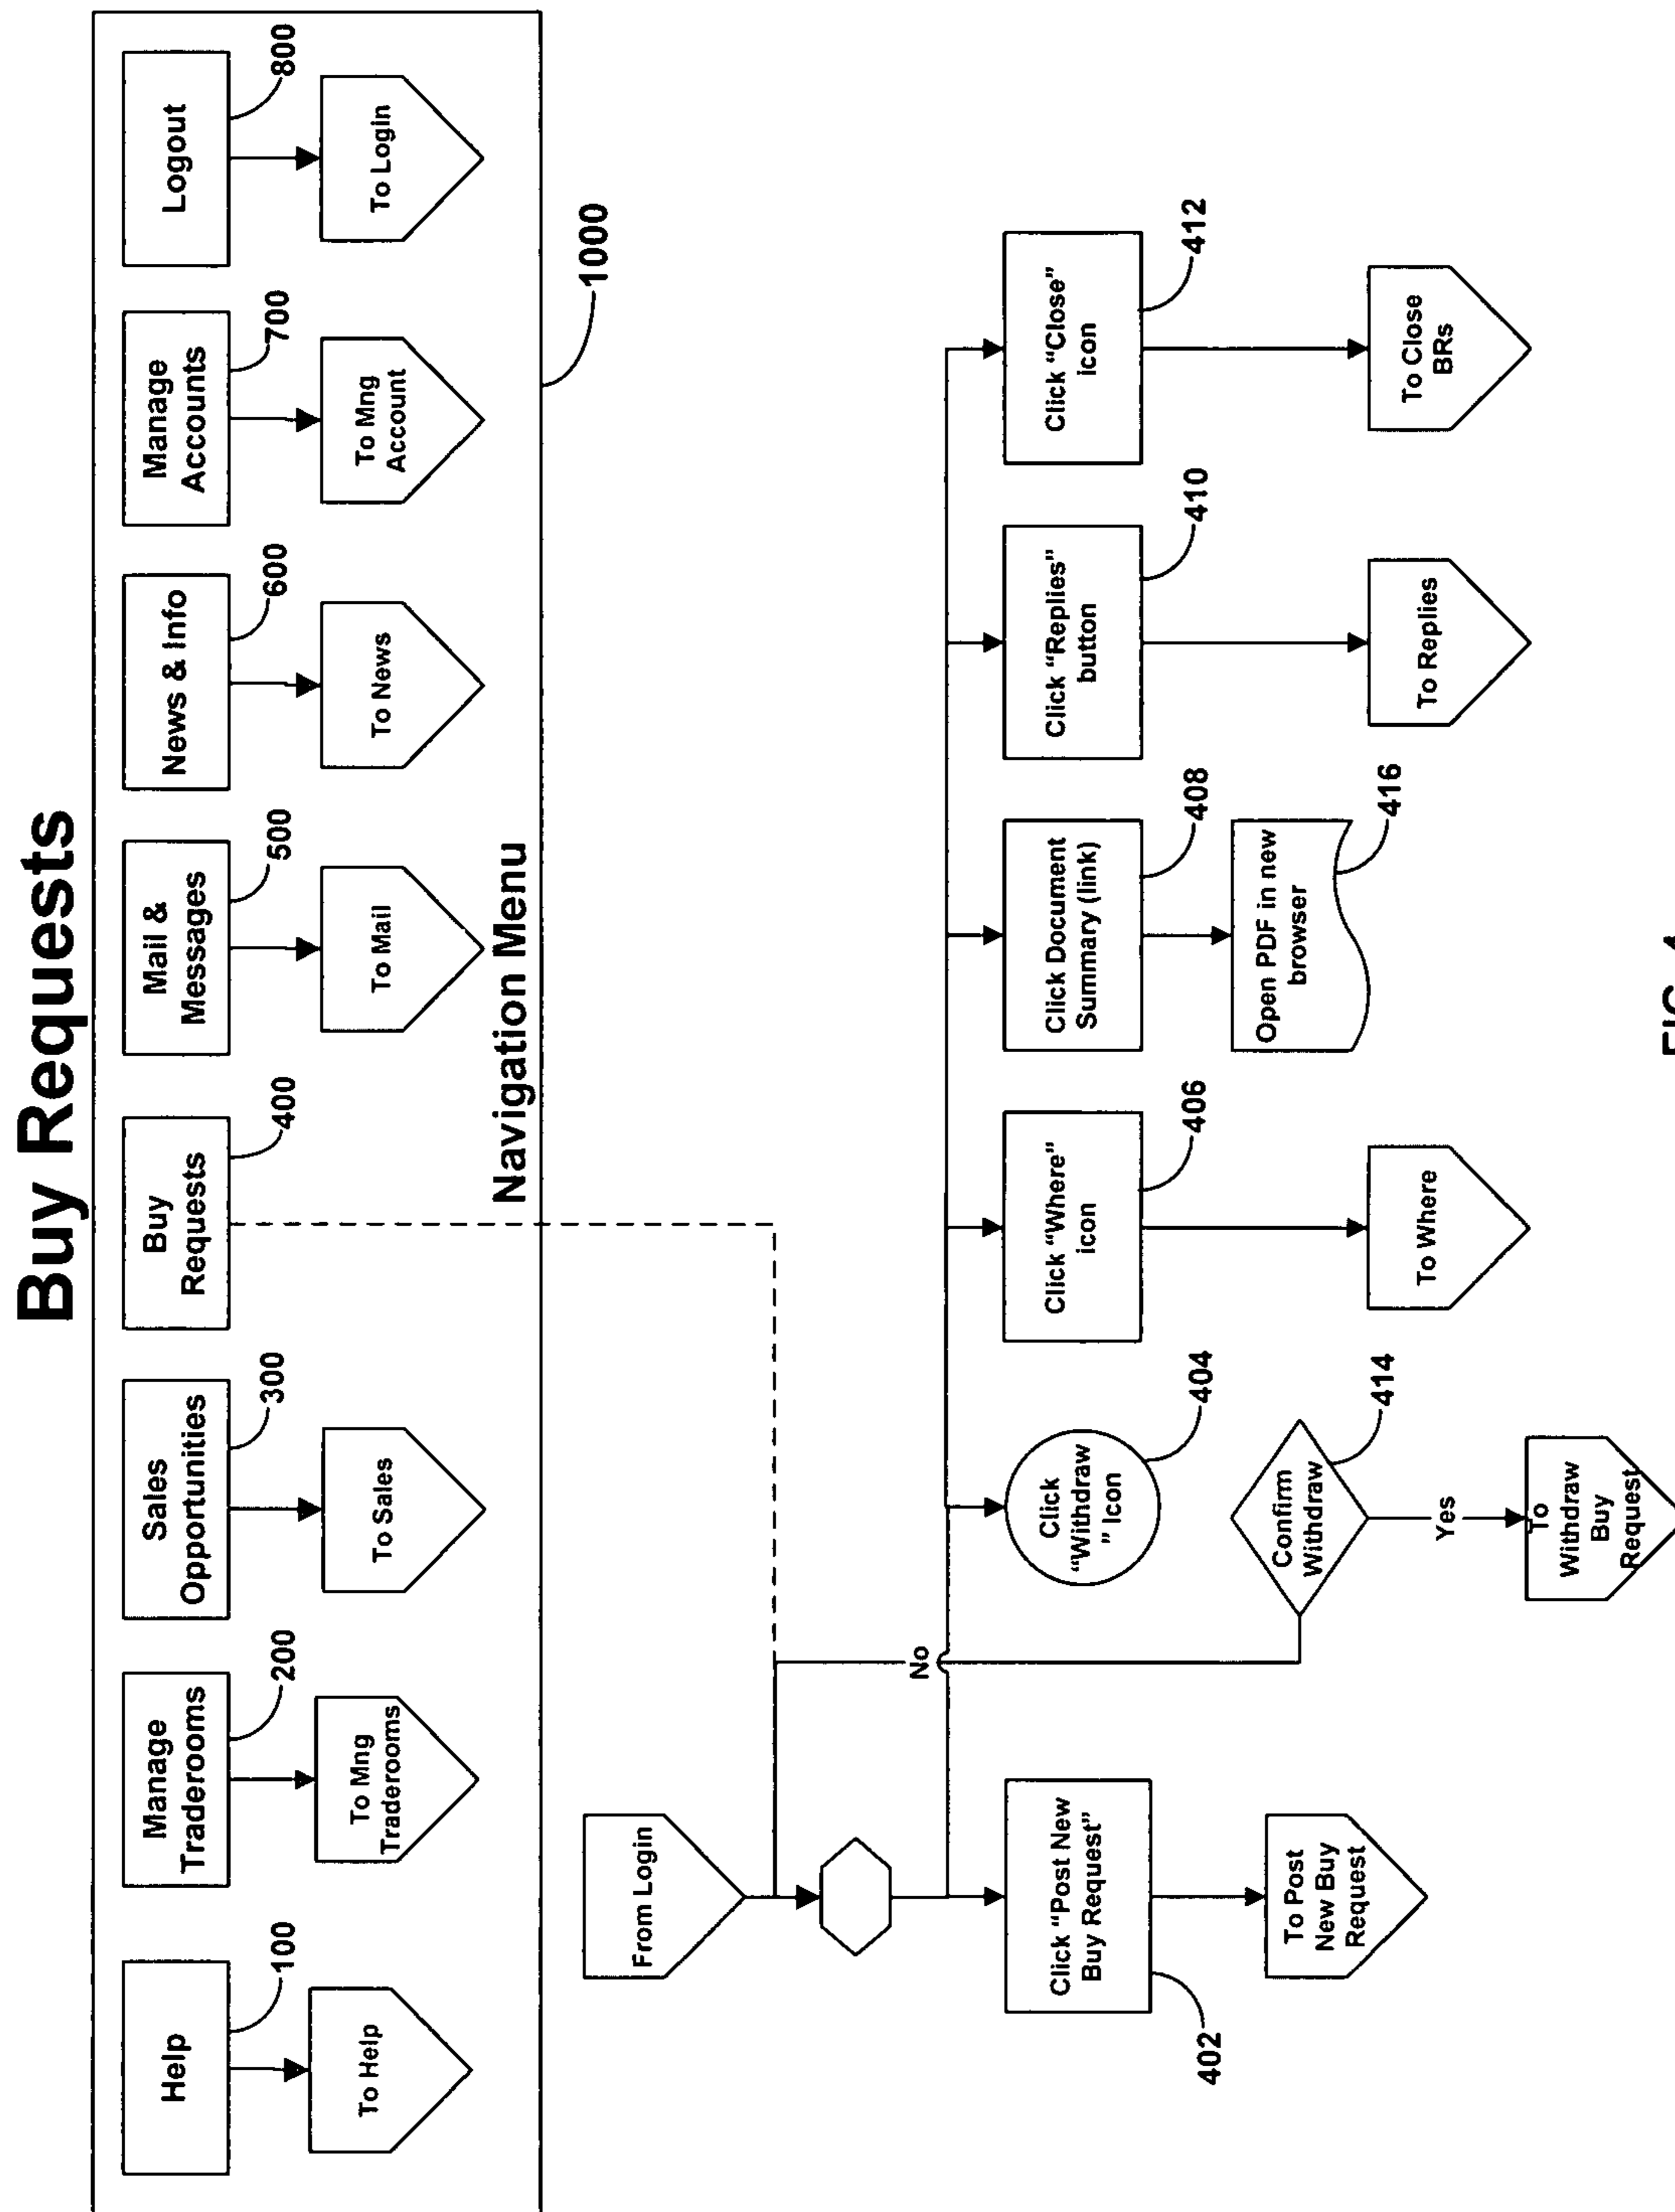 Buy Requests
Help
100
To Help
Manage
Traderooms
200
To Mng
Traderooms
Sales
Opportunities
300
To Sales
Buy
Requests
400
Mail &
Messages
500
To Mail
News & Info
600
To News
Manage
Accounts
700
To Mng
Account
Logout
800
To Login
Navigation Menu
1000
From Login
No
Click “Post New
Buy Request”
402
To Post
New Buy
Request
Click
“Withdraw
” Icon
404
Confirm
Withdraw
414
Yes
To
Withdraw
Buy
Request
Click “Where”
icon
406
To Where
Click Document
Summary (link)
408
Open PDF in new
browser
416
Click “Replies”
button
410
To Replies
Click “Close”
icon
412
To Close
BRs